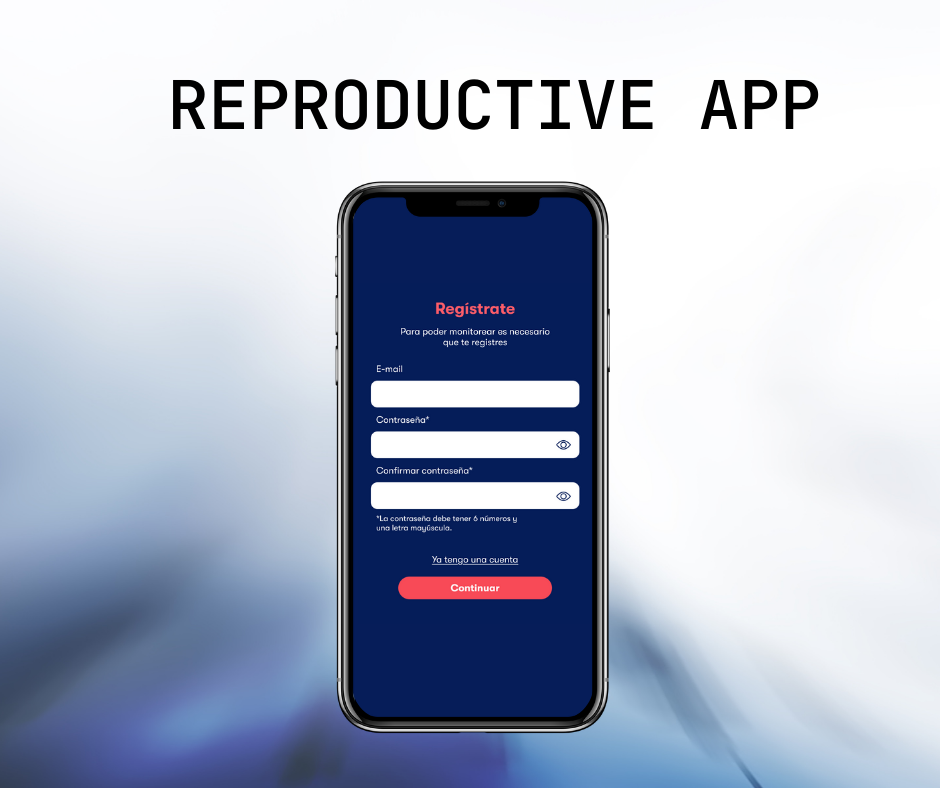 REPRODUCTIVE APP
Regístrate
Para poder monitorear es necesario
que te registres
E-mail
Contraseña*
Confirmar contraseña*
*La contraseña debe tener 6 números y
una letra mayúscula.
Ya tengo una cuenta
Continuar